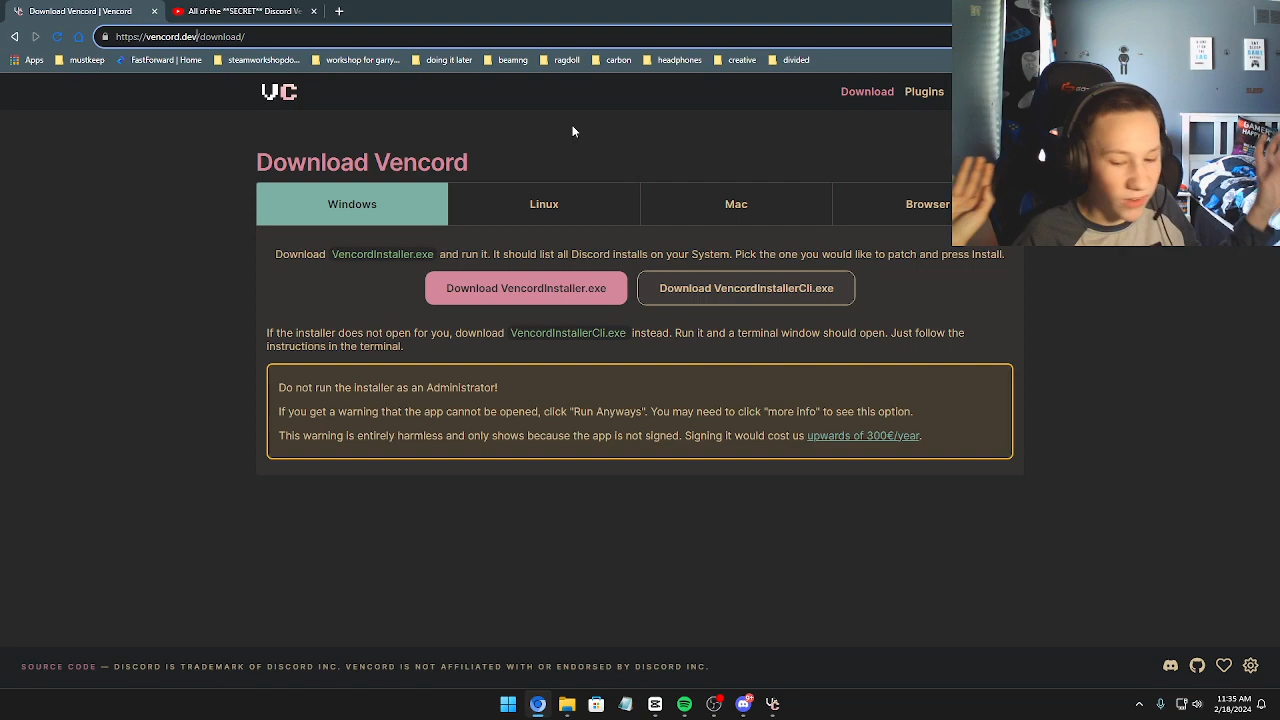 Download Vencord | Vencord
All of the **SECRET** Discord V
https://vencord.dev/download/
Apps
mustkeep
FastForward | Home
steamworkshopdo...
workshop for garry...
doing it later
bearing
ragdoll
carbon
headphones
creative
divided
VC
Download
Plugins
Download Vencord
Windows
Linux
Mac
Browser
Download VencordInstaller.exe and run it. It should list all Discord installs on your System. Pick the one you would like to patch and press Install.
Download VencordInstaller.exe
Download VencordInstallerCli.exe
If the installer does not open for you, download VencordInstallerCli.exe instead. Run it and a terminal window should open. Just follow the
instructions in the terminal.
Do not run the installer as an Administrator!
If you get a warning that the app cannot be opened, click "Run Anyways". You may need to click "more info" to see this option.
This warning is entirely harmless and only shows because the app is not signed. Signing it would cost us upwards of 300€/year.
SOURCE CODE — DISCORD IS TRADEMARK OF DISCORD INC. VENCORD IS NOT AFFILIATED WITH OR ENDORSED BY DISCORD INC.
11:35 AM
2/18/2024